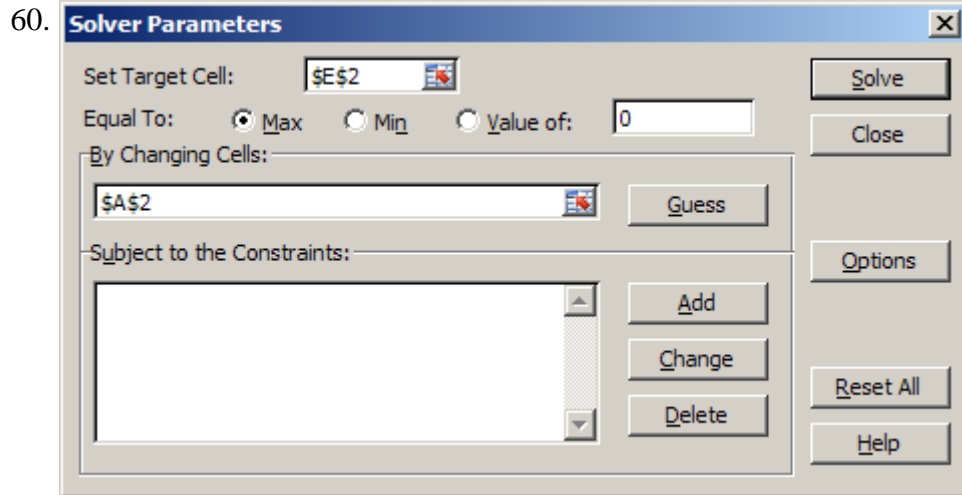 60. Solver Parameters
Set Target Cell: $E$2 Solve
Equal To: Max Min Value of: 0 Close
By Changing Cells:
$A$2 Guess
Subject to the Constraints: Options
Add
Change
Reset All
Delete
Help